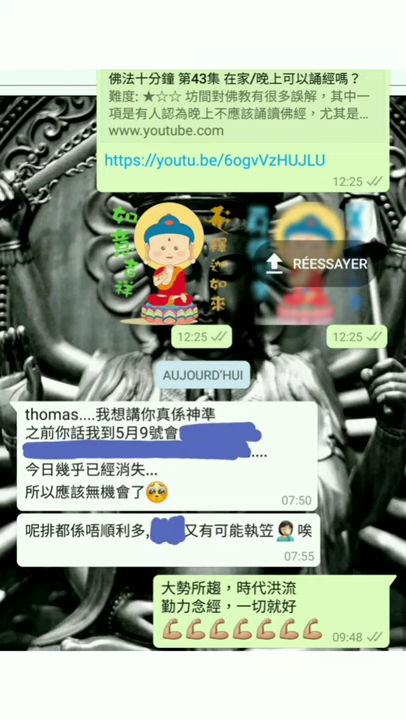 佛法十分鐘 第43集 在家/晚上可以誦經嗎？
難度: ★☆☆ 坊間對佛教有很多誤解，其中一
項是有人認為晚上不應該誦讀佛經，尤其是...
www.youtube.com
https://youtu.be/6ogvVzHUJLU
12:25
如意吉祥
南無釋迦如來
RÉESSAYER
12:25
12:25
AUJOURD'HUI
thomas....我想講你真係神準
之前你話我到5月9號會
....
今日幾乎已經消失...
所以應該無機會了🥺
07:50
呢排都係唔順利多,
又有可能執笠🤦🏻‍♀️唉
07:55
大勢所趨，時代洪流
勤力念經，一切就好
💪🏽💪🏽💪🏽💪🏽💪🏽💪🏽💪🏽
09:48